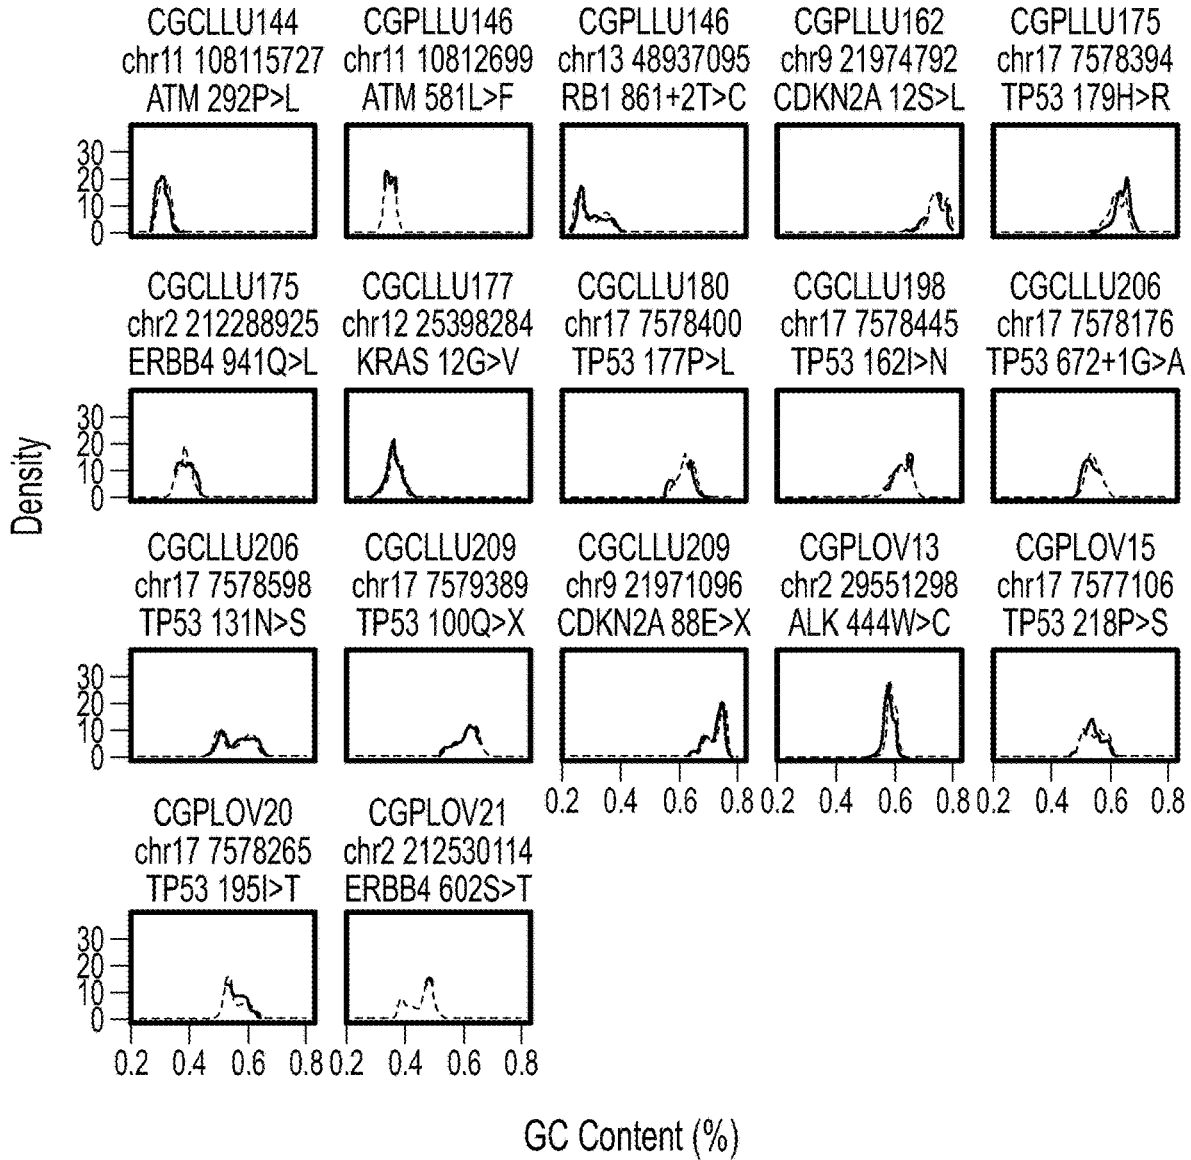 CGCLLU144 CGPLLU146 CGPLLU146 CGPLLU162 CGPLLU175
chr11 108115727 chr11 10812699 chr13 48937095 chr9 21974792 chr17 7578394
ATM 292P>L ATM 581L>F RB1 861+2T>C CDKN2A 12S>L TP53 179H>R
30
20
10
0
CGCLLU175 CGCLLU177 CGCLLU180 CGCLLU198 CGCLLU206
chr2 212288925 chr12 25398284 chr17 7578400 chr17 7578445 chr17 7578176
ERBB4 941Q>L KRAS 12G>V TP53 177P>L TP53 162I>N TP53 672+1G>A
30
20
10
0
Density
CGCLLU206 CGCLLU209 CGCLLU209 CGPLOV13 CGPLOV15
chr17 7578598 chr17 7579389 chr9 21971096 chr2 29551298 chr17 7577106
TP53 131N>S TP53 100Q>X CDKN2A 88E>X ALK 444W>C TP53 218P>S
30
20
10
0
0.2 0.4 0.6 0.8 0.2 0.4 0.6 0.8 0.2 0.4 0.6 0.8
CGPLOV20 CGPLOV21
chr17 7578265 chr2 212530114
TP53 195I>T ERBB4 602S>T
30
20
10
0
0.2 0.4 0.6 0.8 0.2 0.4 0.6 0.8
GC Content (%)